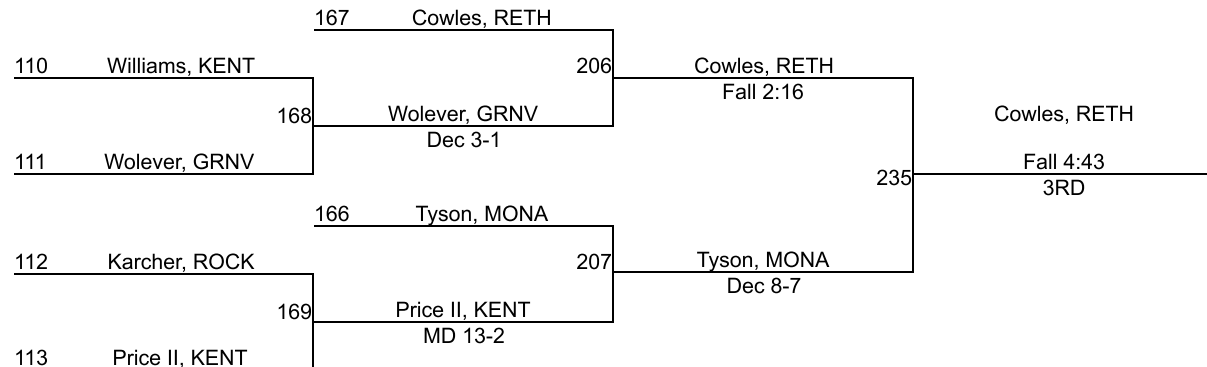 167 Cowles, RETH
110 Williams, KENT
206 Cowles, RETH
Fall 2:16
168 Wolever, GRNV
Dec 3-1
Cowles, RETH
111 Wolever, GRNV
Fall 4:43
235
3RD
166 Tyson, MONA
112 Karcher, ROCK
207 Tyson, MONA
Dec 8-7
169 Price II, KENT
MD 13-2
113 Price II, KENT